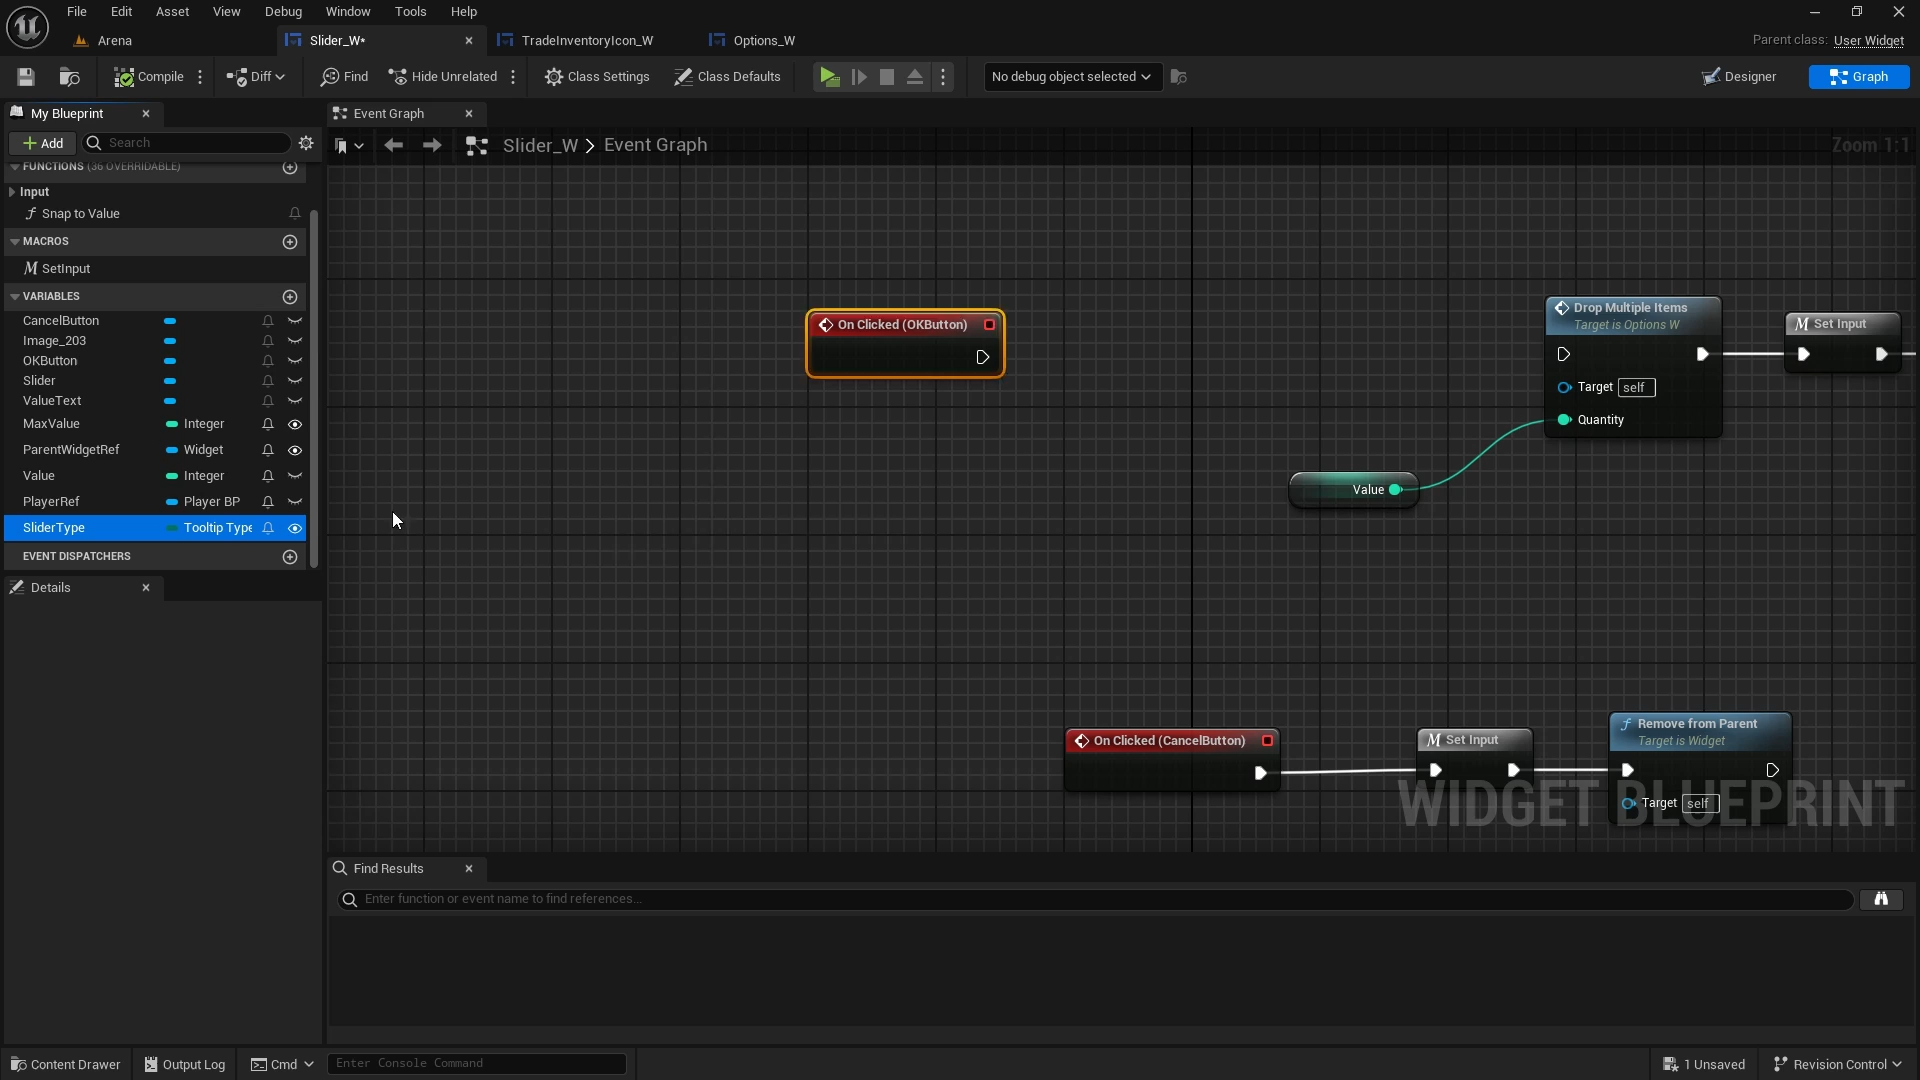 File Edit Asset View Debug Window Tools Help
Arena
Slider_W*
TradeInventoryIcon_W
Options_W
Parent class: User Widget
Compile
Diff
Find
Hide Unrelated
Class Settings
Class Defaults
No debug object selected
Designer
Graph
My Blueprint
Event Graph
Add
Search
Slider_W > Event Graph
Zoom 1:1
FUNCTIONS (36 OVERRIDABLE)
Input
Snap to Value
MACROS
SetInput
VARIABLES
CancelButton
Image_203
OKButton
Slider
ValueText
MaxValue Integer
ParentWidgetRef Widget
Value Integer
PlayerRef Player BP
SliderType Tooltip Type
EVENT DISPATCHERS
Details
On Clicked (OKButton)
Drop Multiple Items
Target is Options W
Target self
Quantity
Set Input
Value
On Clicked (CancelButton)
Set Input
Remove from Parent
Target is Widget
Target self
WIDGET BLUEPRINT
Find Results
Enter function or event name to find references...
Content Drawer
Output Log
Cmd
Enter Console Command
1 Unsaved
Revision Control